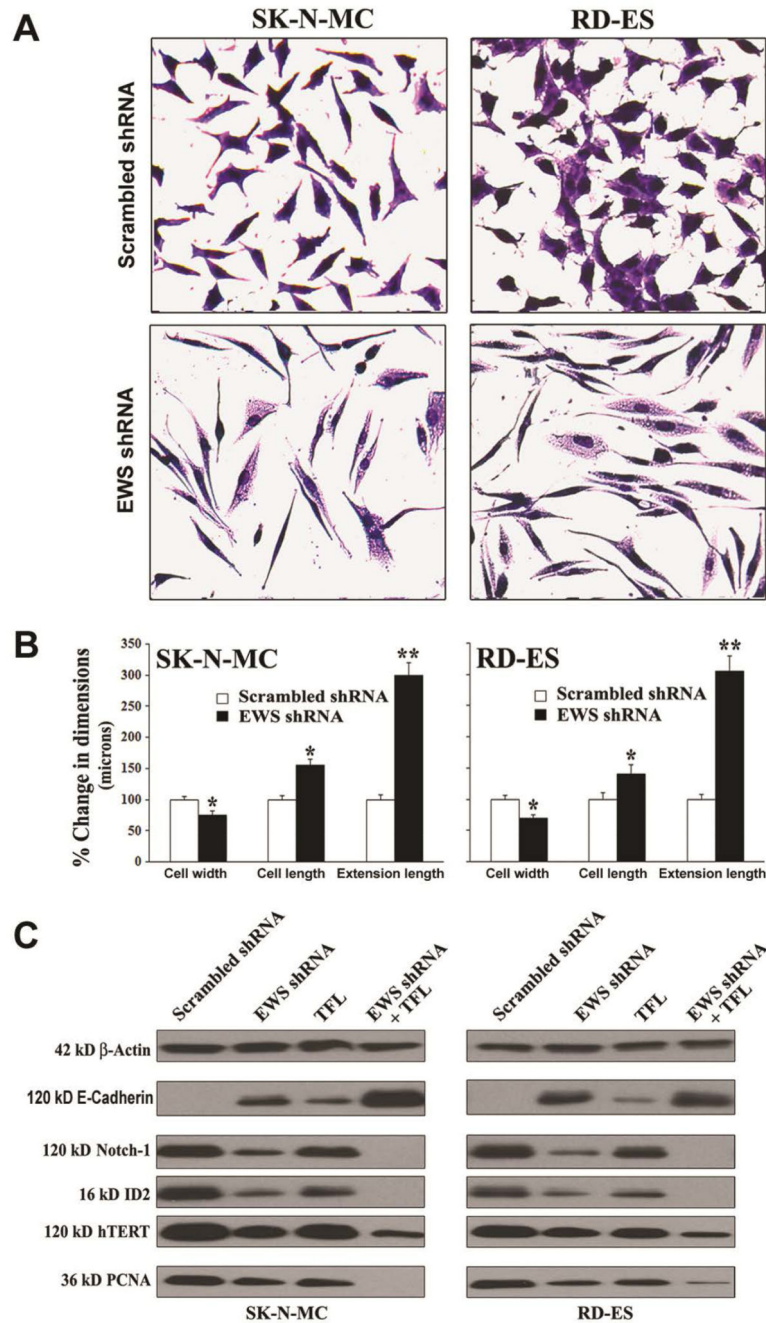 A
SK-N-MC
RD-ES
Scrambled shRNA
EWS shRNA
B
% Change in dimensions
(microns)
350
300
250
200
150
100
50
0
SK-N-MC
Scrambled shRNA
EWS shRNA
*
*
**
Cell width
Cell length
Extension length
RD-ES
Scrambled shRNA
EWS shRNA
*
*
**
Cell width
Cell length
Extension length
C
Scrambled shRNA
EWS shRNA
TFL
EWS shRNA
+ TFL
Scrambled shRNA
EWS shRNA
TFL
EWS shRNA
+ TFL
42 kD β-Actin
120 kD E-Cadherin
120 kD Notch-1
16 kD ID2
120 kD hTERT
36 kD PCNA
SK-N-MC
RD-ES